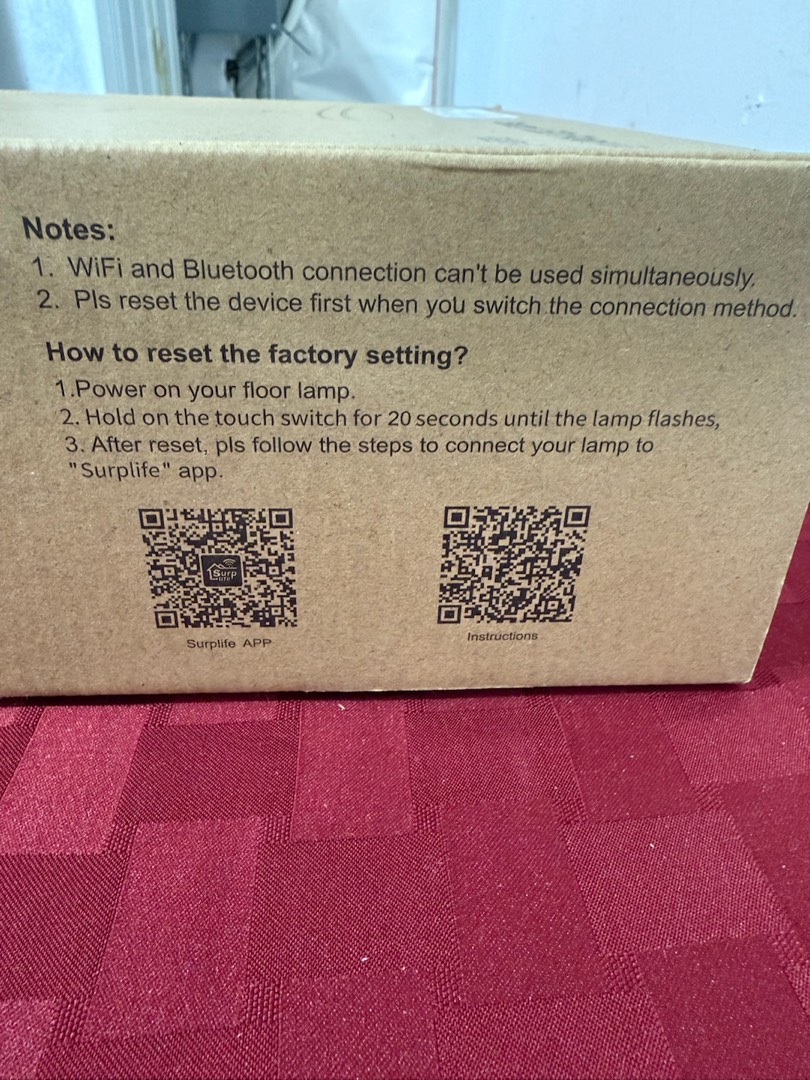 Notes:
1. WiFi and Bluetooth connection can't be used simultaneously.
2. Pls reset the device first when you switch the connection method.
How to reset the factory setting?
1.Power on your floor lamp.
2. Hold on the touch switch for 20 seconds until the lamp flashes,
3. After reset, pls follow the steps to connect your lamp to
"Surplife" app.
Surp
Surplife APP
Instructions